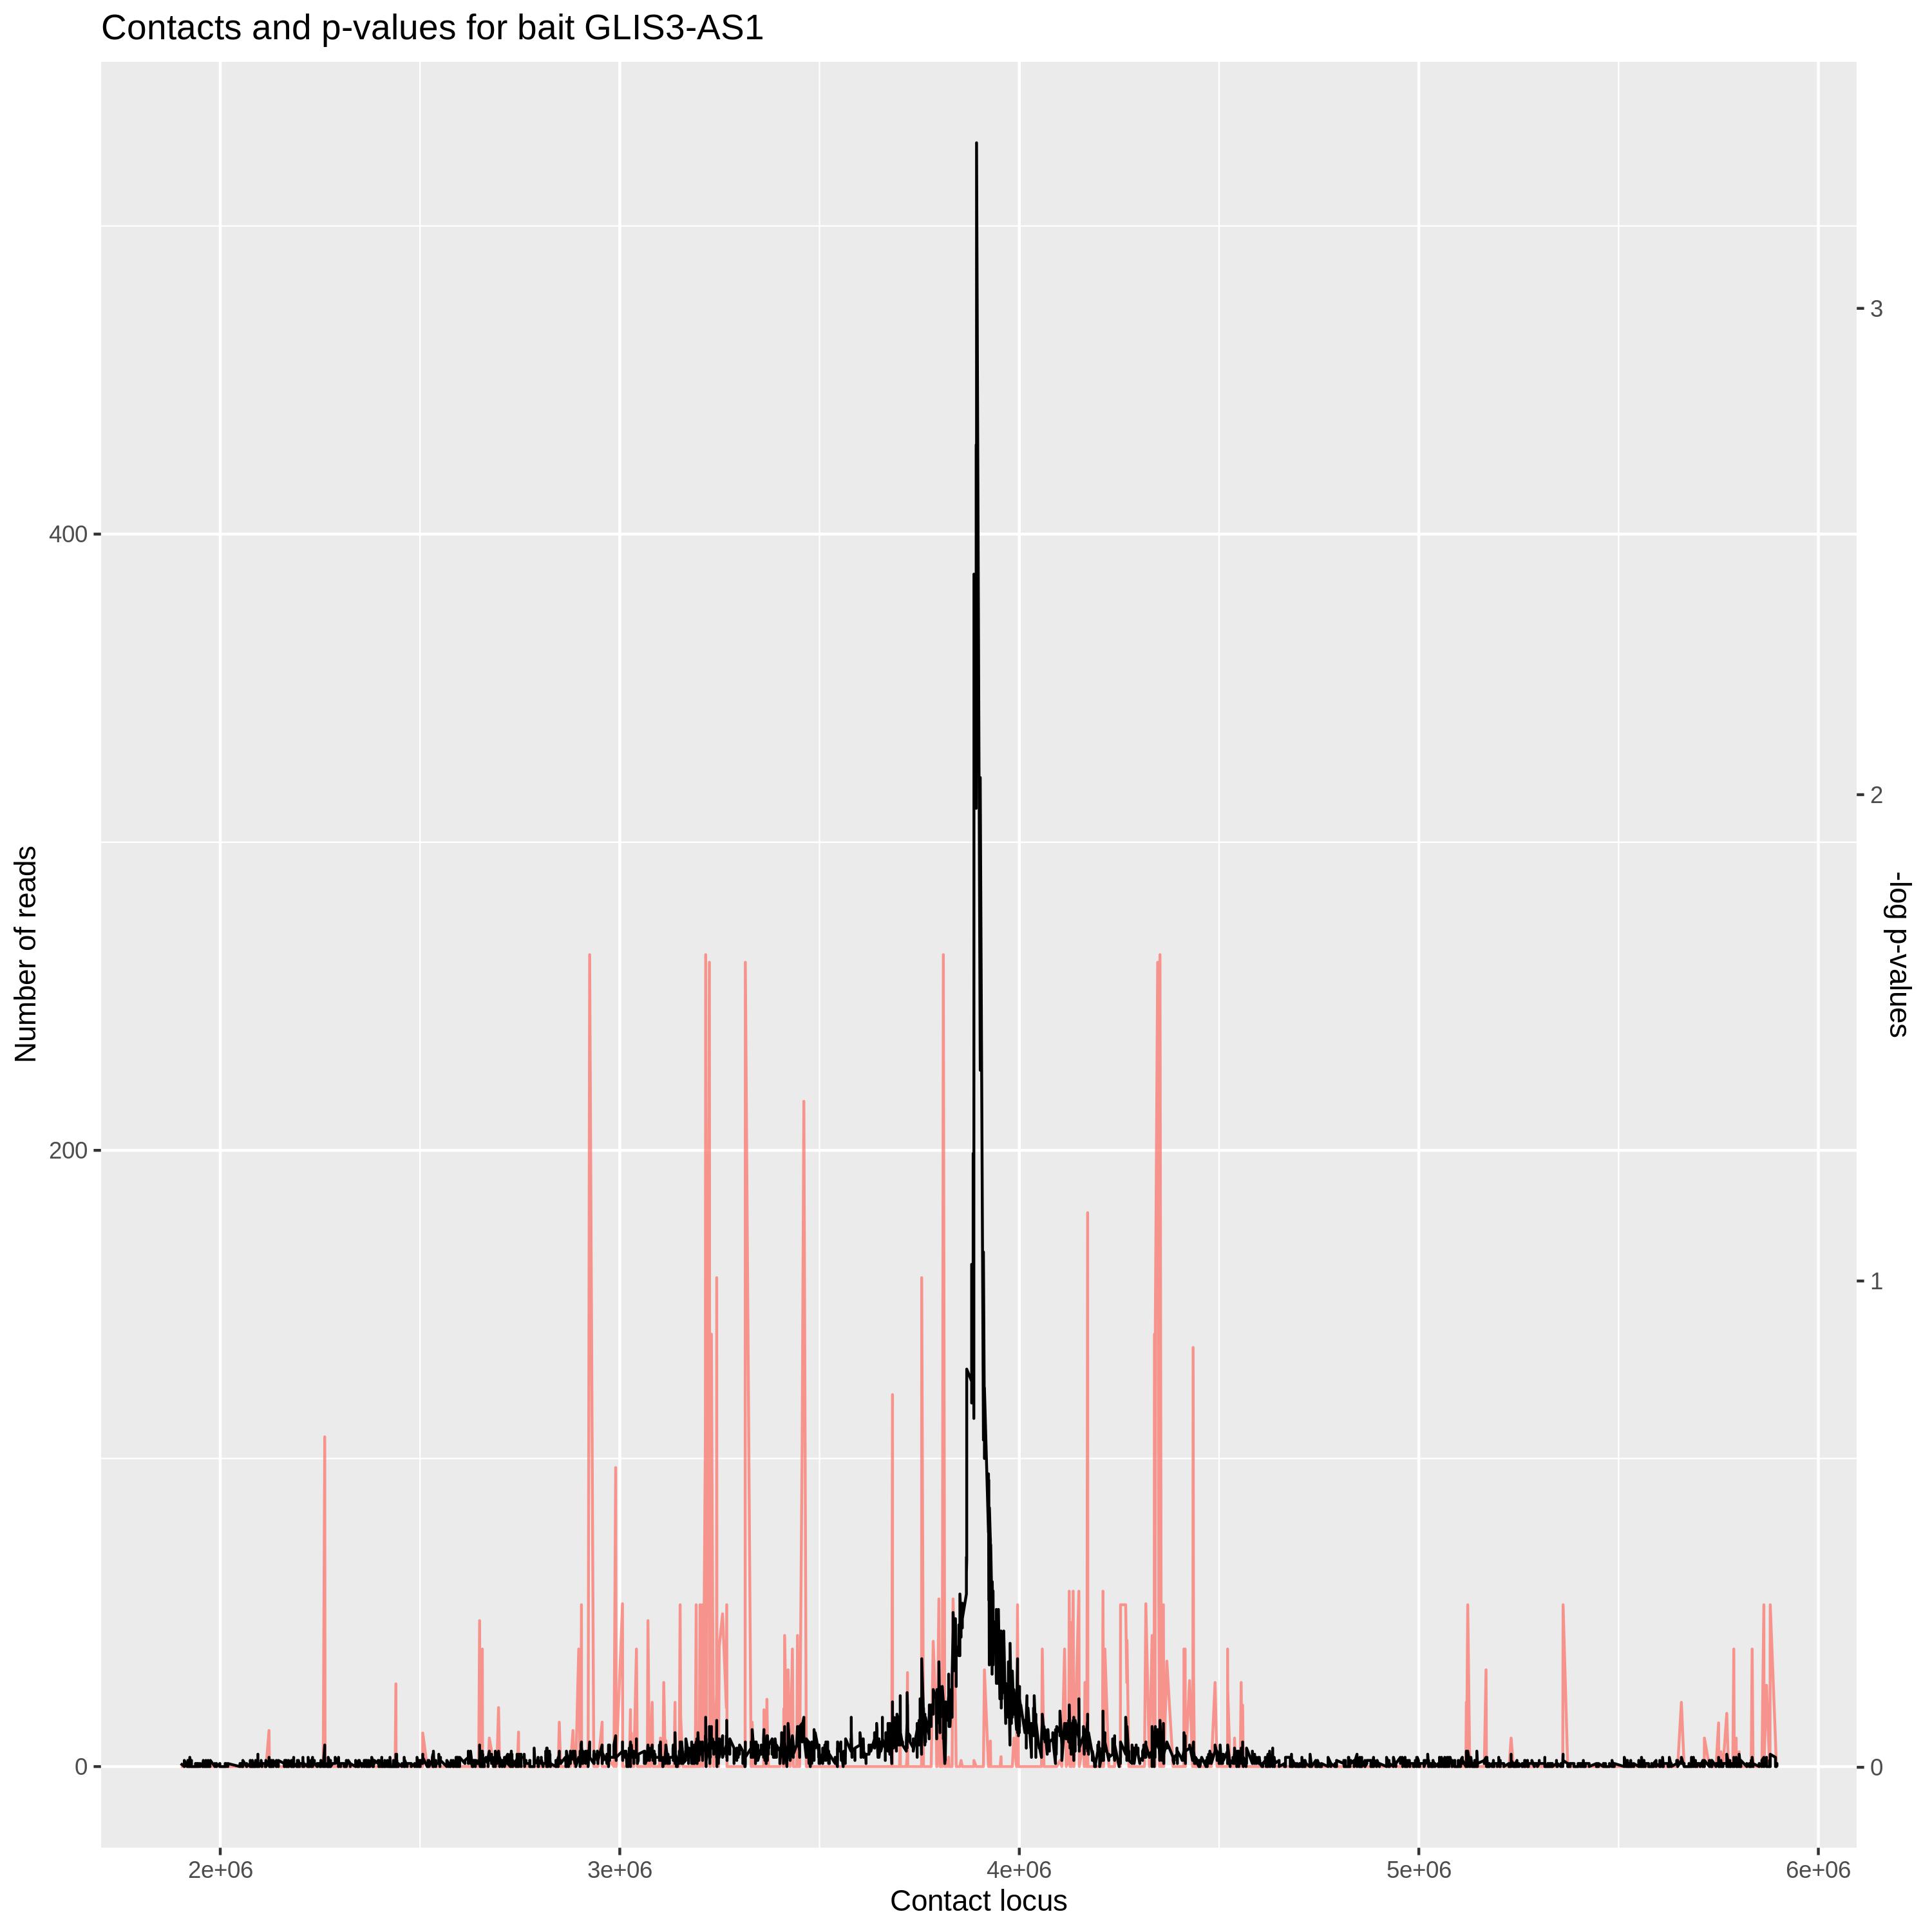 Contacts and p-values for bait GLIS3-AS1
Number of reads
400
200
0
3
2
1
0
-log p-values
2e+06
3e+06
4e+06
5e+06
6e+06
Contact locus